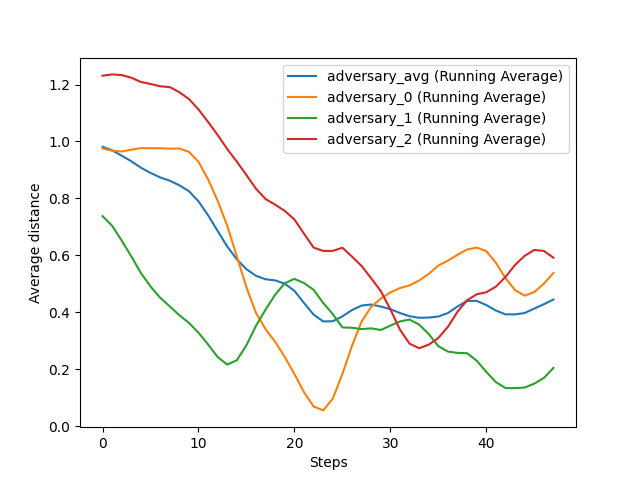 adversary_avg (Running Average)
adversary_0 (Running Average)
adversary_1 (Running Average)
adversary_2 (Running Average)
1.2
1.0
0.8
0.6
0.4
0.2
0.0
Average distance
0 10 20 30 40
Steps